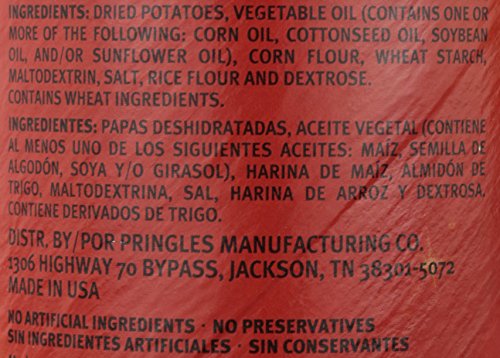 INGREDIENTS: DRIED POTATOES, VEGETABLE OIL (CONTAINS ONE OR
MORE OF THE FOLLOWING: CORN OIL, COTTONSEED OIL, SOYBEAN
OIL, AND/OR SUNFLOWER OIL), CORN FLOUR, WHEAT STARCH,
MALTODEXTRIN, SALT, RICE FLOUR AND DEXTROSE.
CONTAINS WHEAT INGREDIENTS.
INGREDIENTES: PAPAS DESHIDRATADAS, ACEITE VEGETAL (CONTIENE
AL MENOS UNO DE LOS SIGUIENTES ACEITES: MAÍZ, SEMILLA DE
ALGODÓN, SOYA Y/O GIRASOL), HARINA DE MAÍZ, ALMIDÓN DE
TRIGO, MALTODEXTRINA, SAL, HARINA DE ARROZ Y DEXTROSA.
CONTIENE DERIVADOS DE TRIGO.
DISTR. BY/POR PRINGLES MANUFACTURING CO.
1306 HIGHWAY 70 BYPASS, JACKSON, TN 38301-5072
MADE IN USA
NO ARTIFICIAL INGREDIENTS · NO PRESERVATIVES
SIN INGREDIENTES ARTIFICIALES · SIN CONSERVANTES